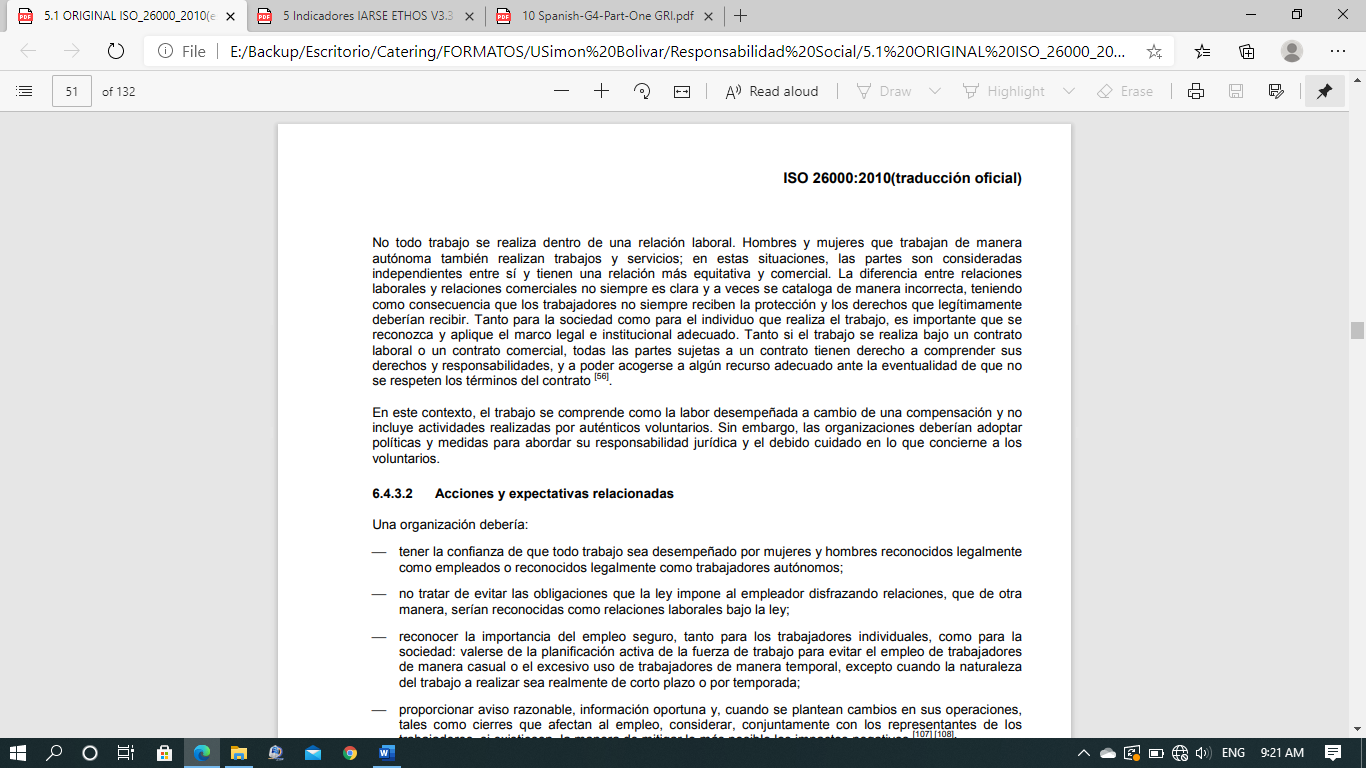 5.1 ORIGINAL ISO_26000_2010(e
5 Indicadores IARSE ETHOS V3.3
10 Spanish-G4-Part-One GRI.pdf
File
E:/Backup/Escritorio/Catering/FORMATOS/USimon%20Bolivar/Responsabilidad%20Social/5.1%20ORIGINAL%20ISO_26000_20...
51 of 132
Read aloud
Draw
Highlight
Erase
ISO 26000:2010(traducción oficial)
No todo trabajo se realiza dentro de una relación laboral. Hombres y mujeres que trabajan de manera
autónoma también realizan trabajos y servicios; en estas situaciones, las partes son consideradas
independientes entre sí y tienen una relación más equitativa y comercial. La diferencia entre relaciones
laborales y relaciones comerciales no siempre es clara y a veces se cataloga de manera incorrecta, teniendo
como consecuencia que los trabajadores no siempre reciben la protección y los derechos que legítimamente
deberían recibir. Tanto para la sociedad como para el individuo que realiza el trabajo, es importante que se
reconozca y aplique el marco legal e institucional adecuado. Tanto si el trabajo se realiza bajo un contrato
laboral o un contrato comercial, todas las partes sujetas a un contrato tienen derecho a comprender sus
derechos y responsabilidades, y a poder acogerse a algún recurso adecuado ante la eventualidad de que no
se respeten los términos del contrato [56].
En este contexto, el trabajo se comprende como la labor desempeñada a cambio de una compensación y no
incluye actividades realizadas por auténticos voluntarios. Sin embargo, las organizaciones deberían adoptar
políticas y medidas para abordar su responsabilidad jurídica y el debido cuidado en lo que concierne a los
voluntarios.
6.4.3.2 Acciones y expectativas relacionadas
Una organización debería:
— tener la confianza de que todo trabajo sea desempeñado por mujeres y hombres reconocidos legalmente
como empleados o reconocidos legalmente como trabajadores autónomos;
— no tratar de evitar las obligaciones que la ley impone al empleador disfrazando relaciones, que de otra
manera, serían reconocidas como relaciones laborales bajo la ley;
— reconocer la importancia del empleo seguro, tanto para los trabajadores individuales, como para la
sociedad: valerse de la planificación activa de la fuerza de trabajo para evitar el empleo de trabajadores
de manera casual o el excesivo uso de trabajadores de manera temporal, excepto cuando la naturaleza
del trabajo a realizar sea realmente de corto plazo o por temporada;
— proporcionar aviso razonable, información oportuna y, cuando se plantean cambios en sus operaciones,
tales como cierres que afectan al empleo, considerar, conjuntamente con los representantes de los
trabajadores, si existiesen, la manera de mitigar lo más posible los impactos negativos [107] [108];
ENG
9:21 AM